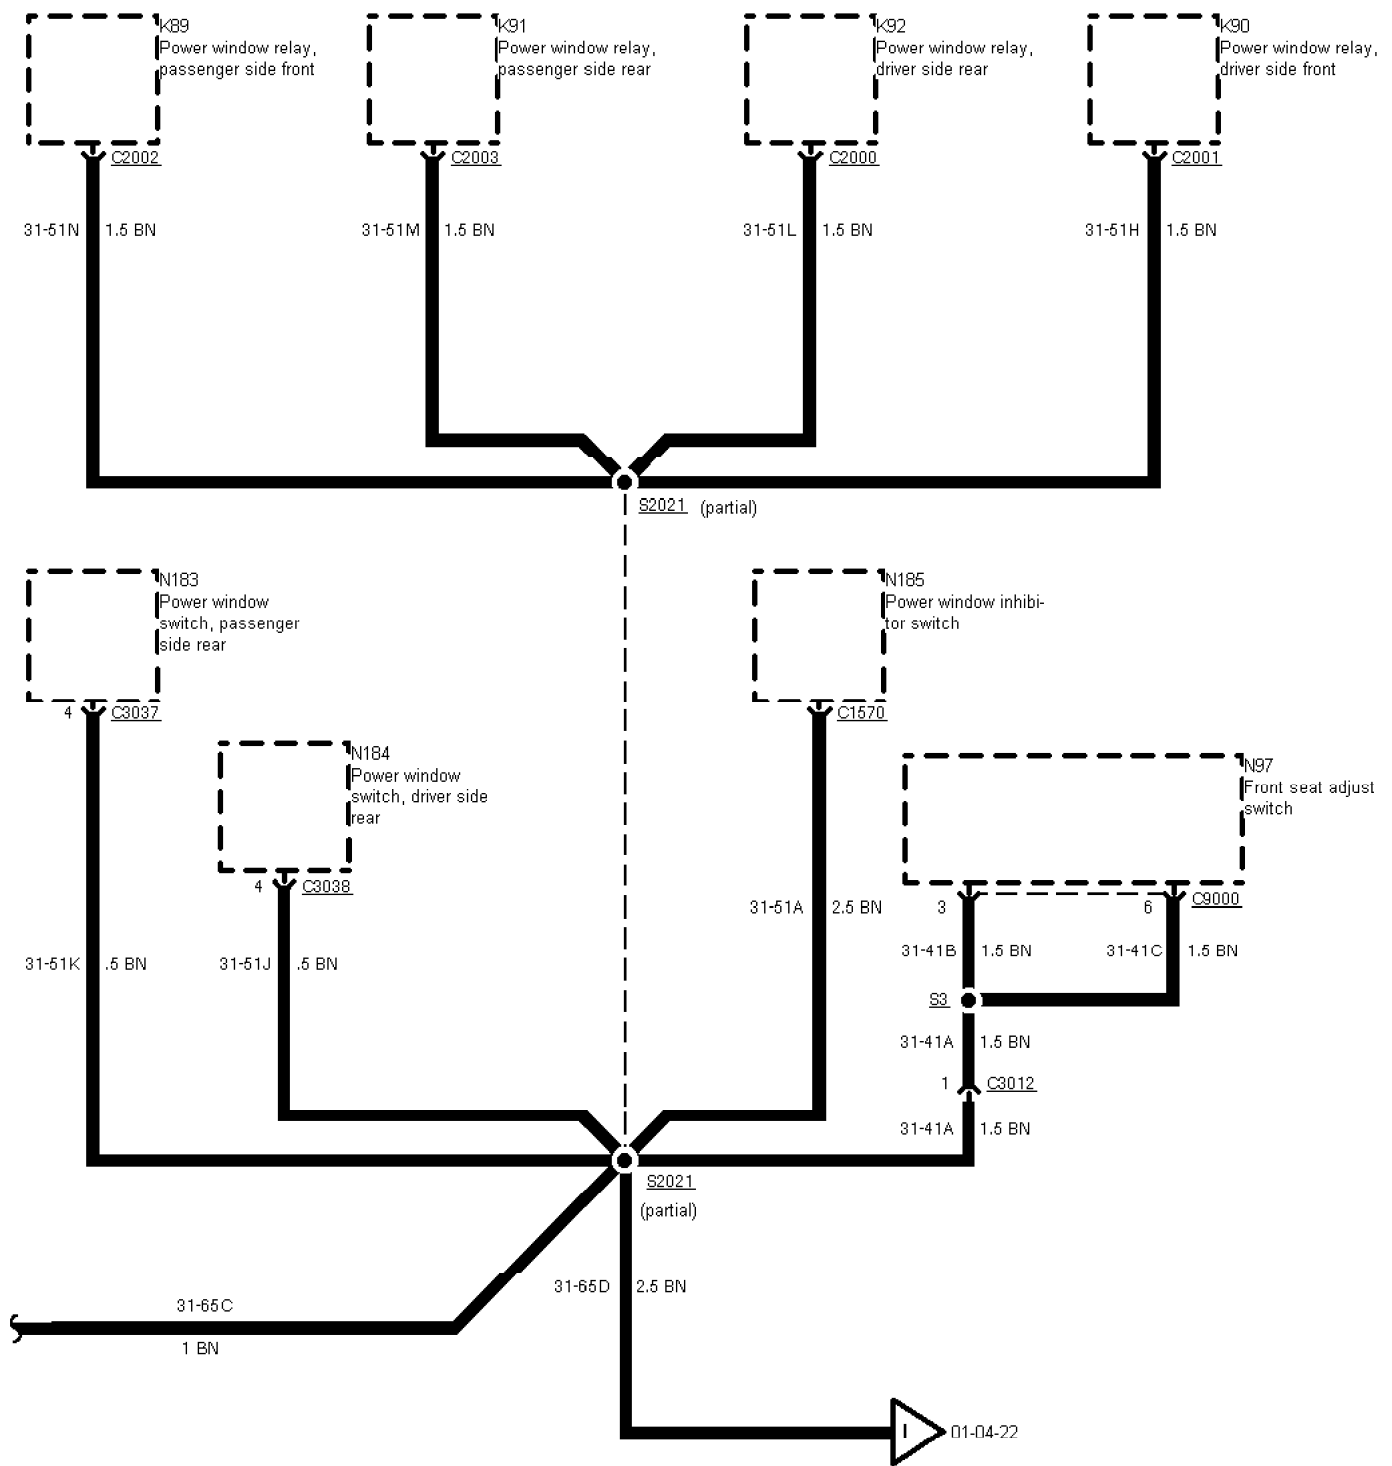 K89
Power window relay,
passenger side front
C2002
31-51N 1.5 BN
K91
Power window relay,
passenger side rear
C2003
31-51M 1.5 BN
K92
Power window relay,
driver side rear
C2000
31-51L 1.5 BN
K90
Power window relay,
driver side front
C2001
31-51H 1.5 BN
S2021 (partial)
N183
Power window
switch, passenger
side rear
4 C3037
31-51K .5 BN
N184
Power window
switch, driver side
rear
4 C3038
31-51J .5 BN
N185
Power window inhibi-
tor switch
C1570
31-51A 2.5 BN
N97
Front seat adjust
switch
3 6 C9000
31-41B 1.5 BN 31-41C 1.5 BN
S3
31-41A 1.5 BN
1 C3012
31-41A 1.5 BN
S2021
(partial)
31-65D 2.5 BN
31-65C
1 BN
I 01-04-22